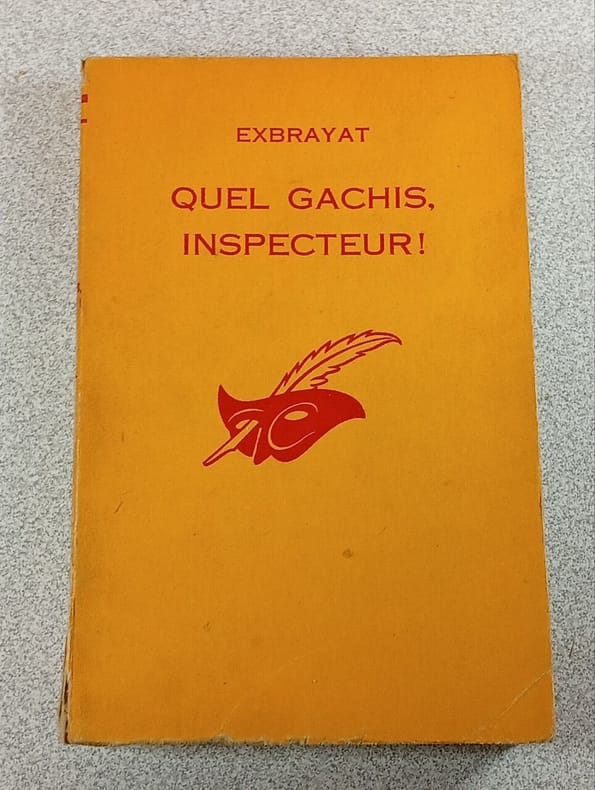 EXBRAYAT
QUEL GACHIS,
INSPECTEUR!